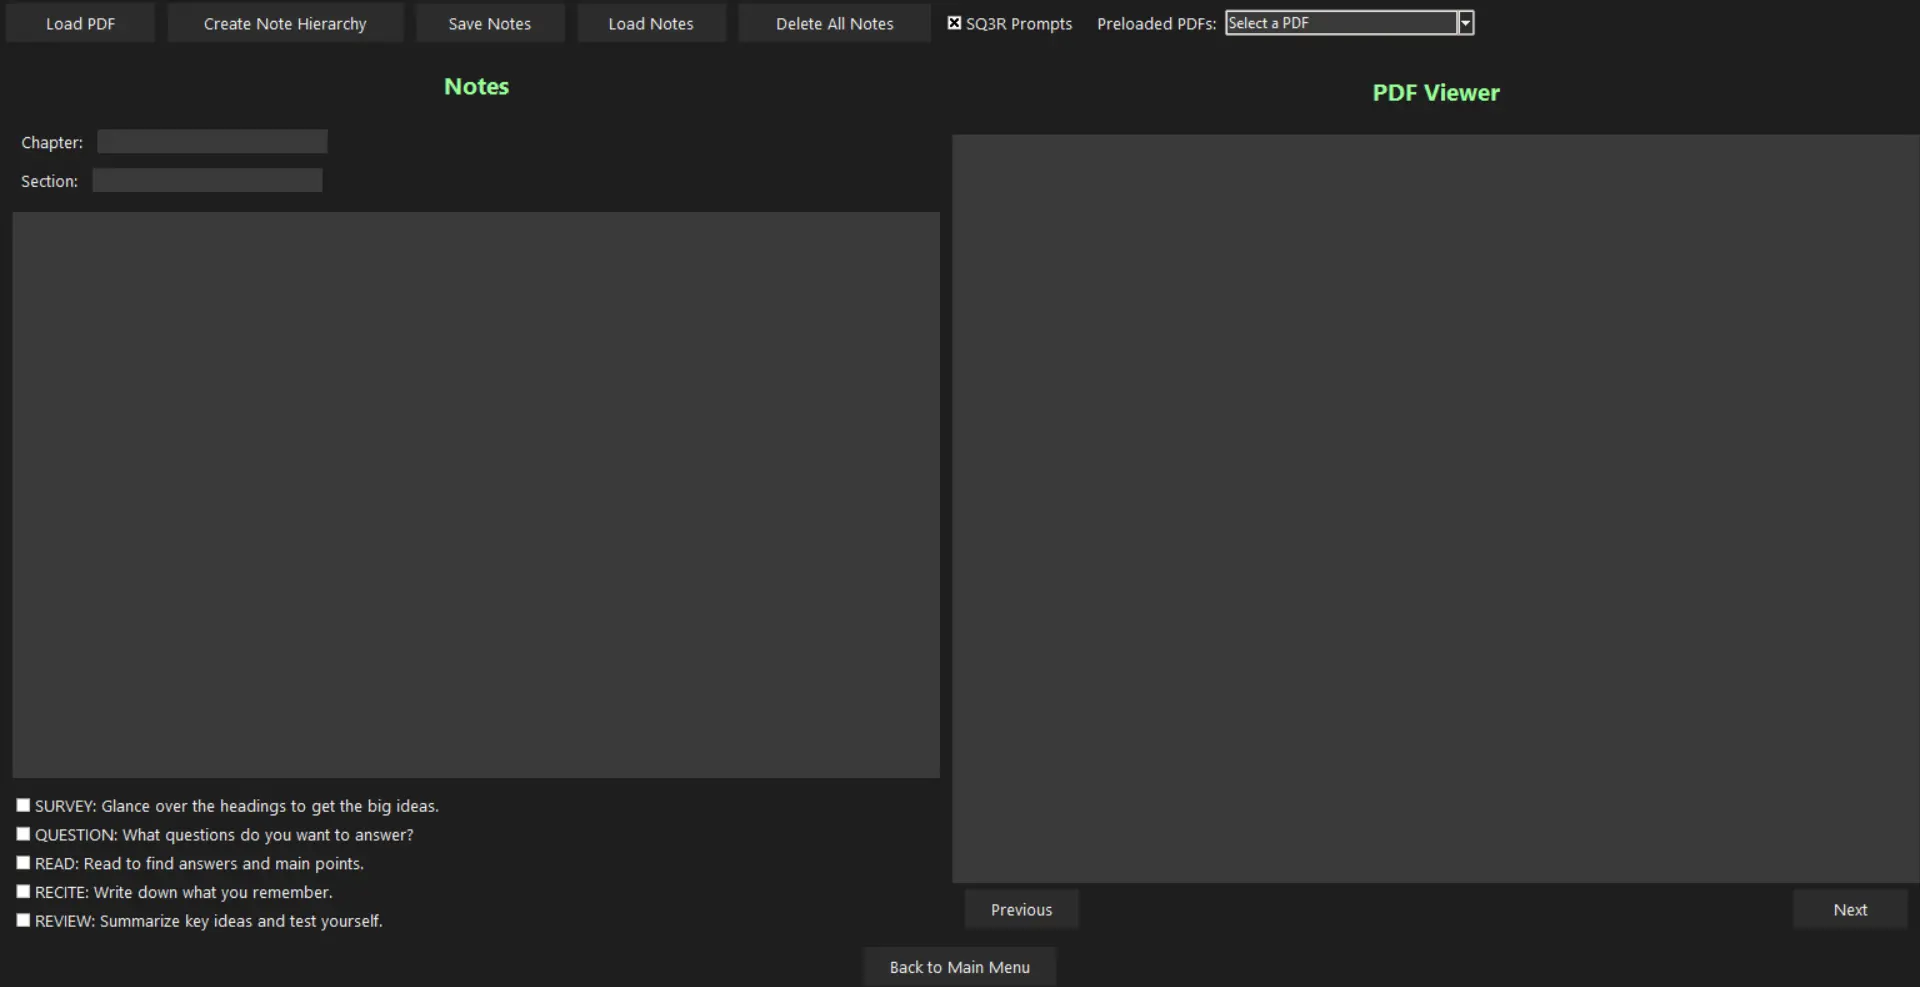 Load PDF Create Note Hierarchy Save Notes Load Notes Delete All Notes SQ3R Prompts Preloaded PDFs: Select a PDF
Notes
Chapter:
Section:
SURVEY: Glance over the headings to get the big ideas.
QUESTION: What questions do you want to answer?
READ: Read to find answers and main points.
RECITE: Write down what you remember.
REVIEW: Summarize key ideas and test yourself.
PDF Viewer
Previous Next
Back to Main Menu